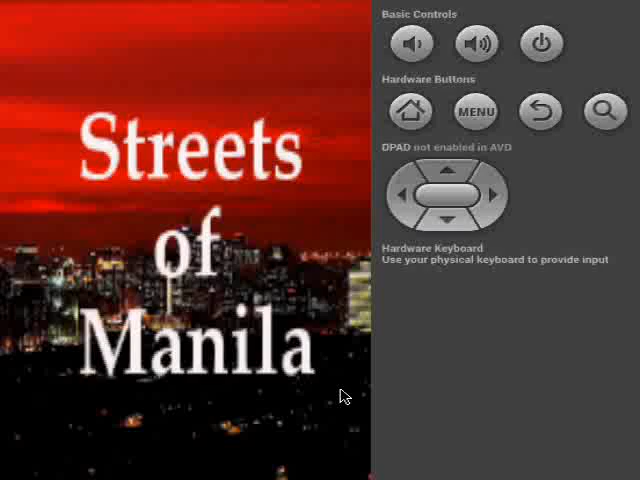 Streets
of
Manila
Basic Controls
Hardware Buttons
MENU
DPAD not enabled in AVD
Hardware Keyboard
Use your physical keyboard to provide input